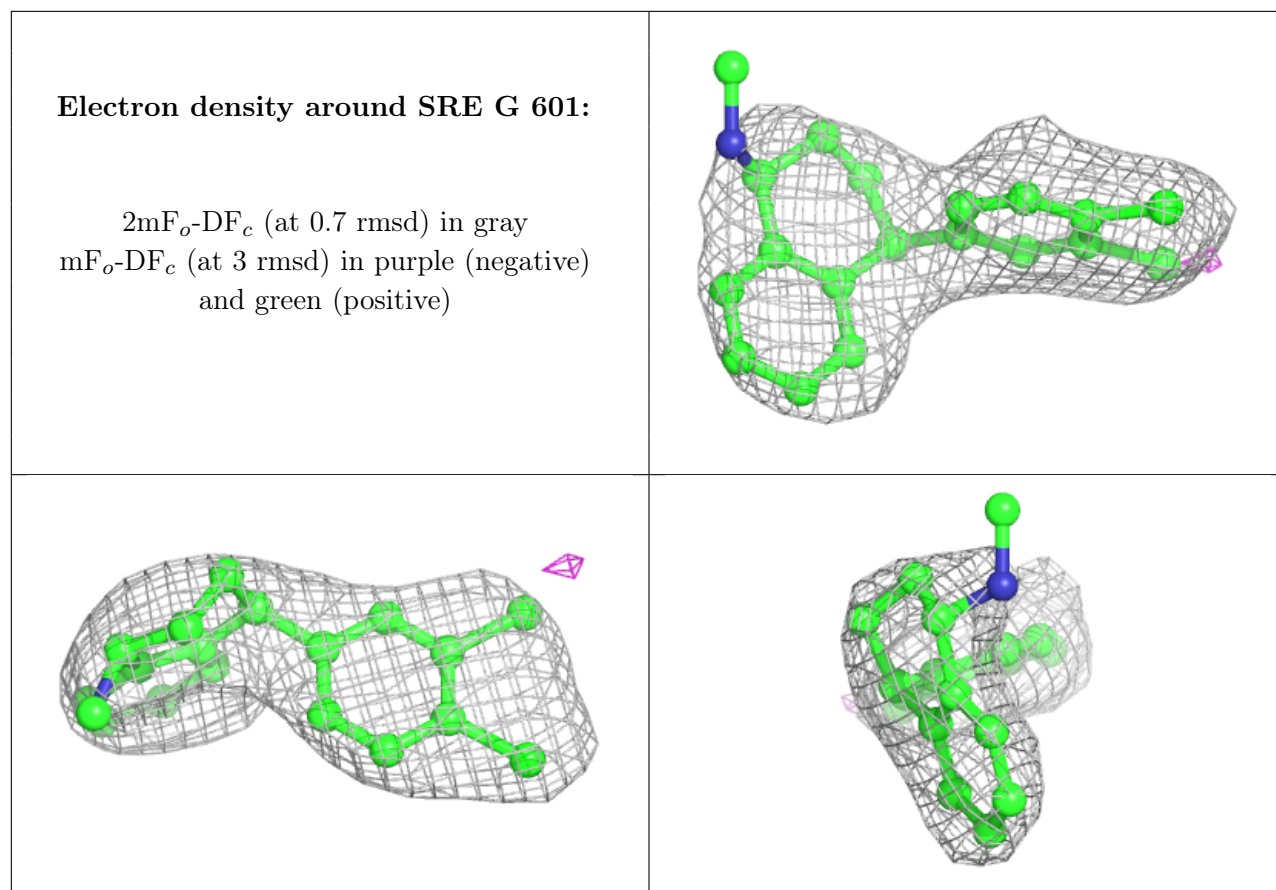 Electron density around SRE G 601:
2mFₒ-DF𝒸 (at 0.7 rmsd) in gray
mFₒ-DF𝒸 (at 3 rmsd) in purple (negative)
and green (positive)